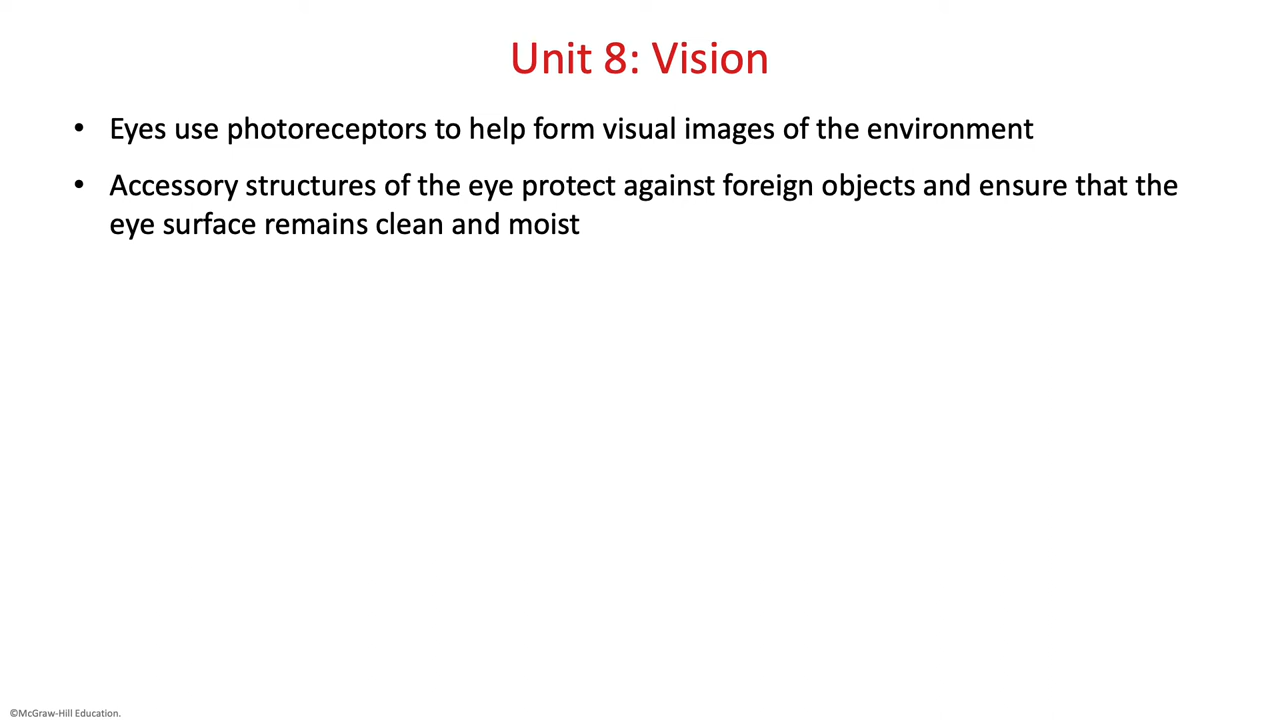 Unit 8: Vision
• Eyes use photoreceptors to help form visual images of the environment
• Accessory structures of the eye protect against foreign objects and ensure that the
eye surface remains clean and moist
©McGraw-Hill Education.